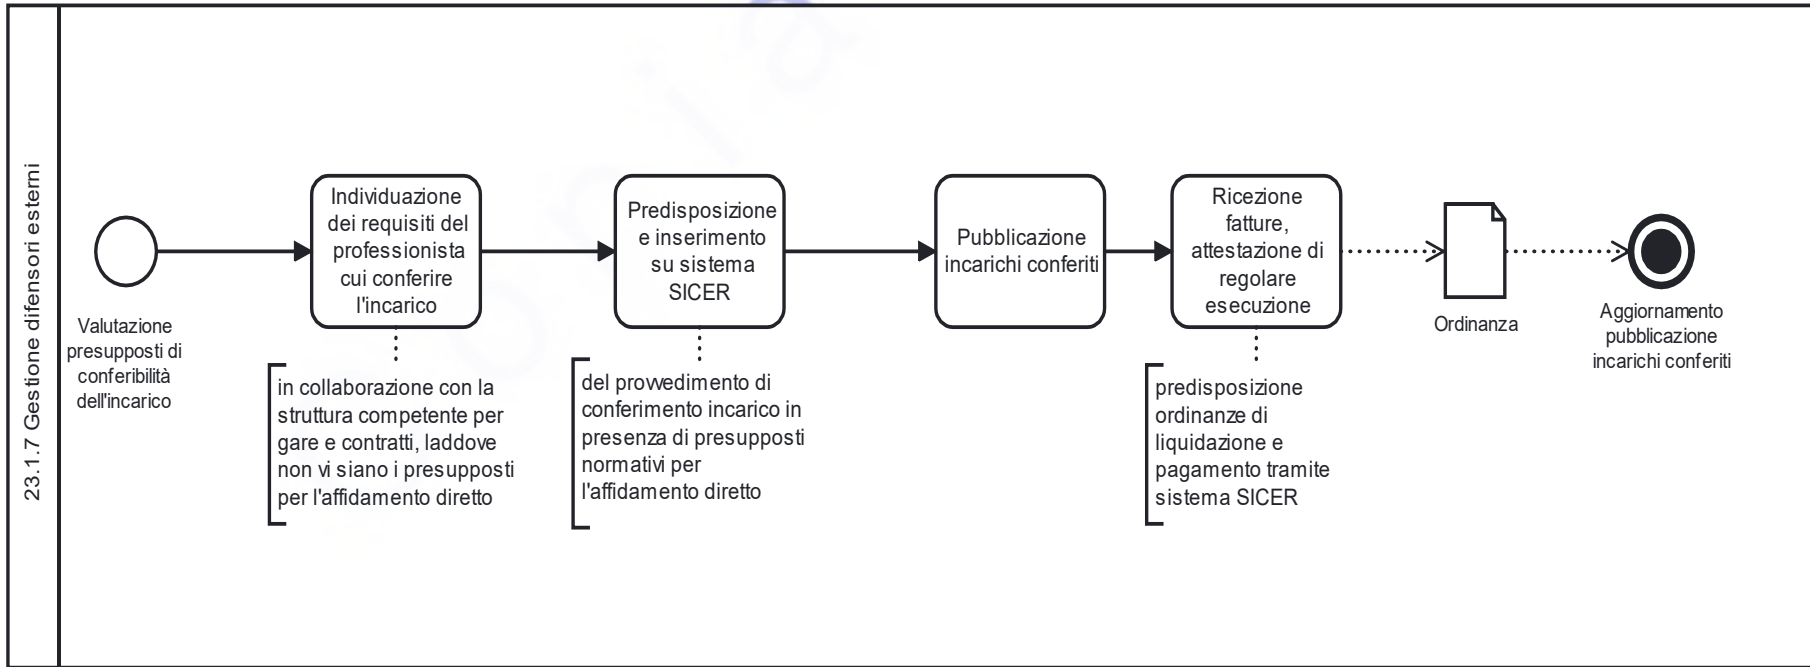 23.1.7 Gestione difensori esterni
Valutazione
presupposti di
conferibilità
dell'incarico
Individuazione
dei requisiti del
professionista
cui conferire
l'incarico
in collaborazione con la
struttura competente per
gare e contratti, laddove
non vi siano i presupposti
per l'affidamento diretto
Predisposizione
e inserimento
su sistema
SICER
del provvedimento di
conferimento incarico in
presenza di presupposti
normativi per
l'affidamento diretto
Pubblicazione
incarichi conferiti
Ricezione
fatture,
attestazione di
regolare
esecuzione
predisposizione
ordinanze di
liquidazione e
pagamento tramite
sistema SICER
Ordinanza
Aggiornamento
pubblicazione
incarichi conferiti